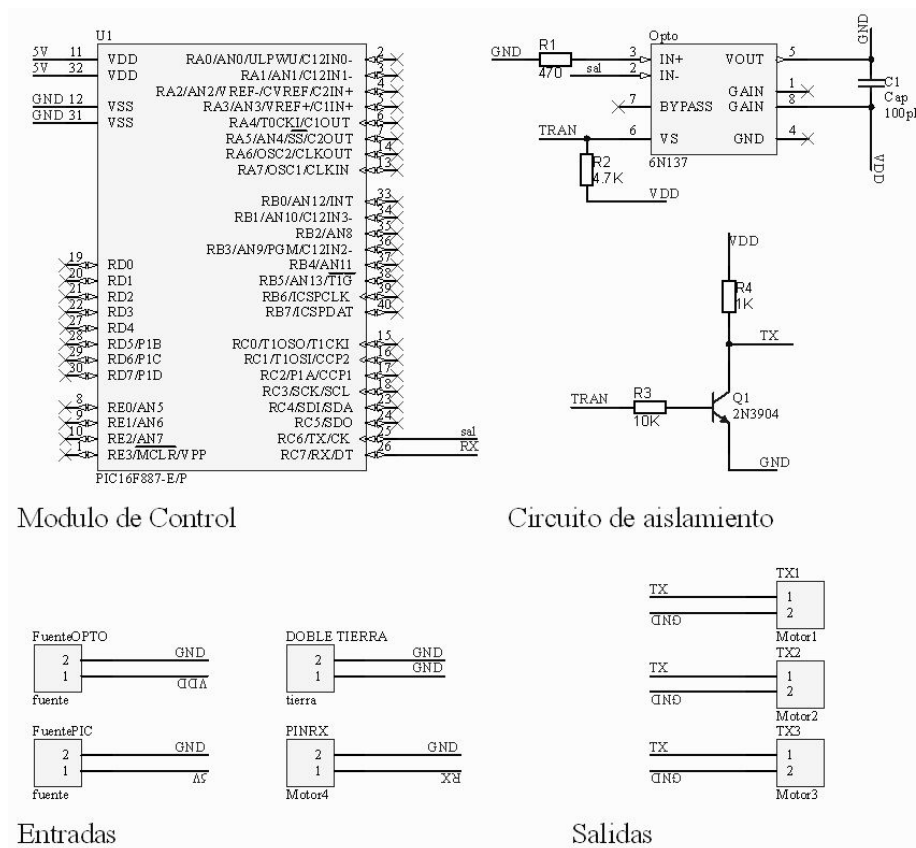 U1
5V 11 VDD
5V 32 VDD
GND 12 VSS
GND 31 VSS
RA0/AN0/ULPWU/C12IN0- 2
RA1/AN1/C12IN1- 3
RA2/AN2/VREF-/CVREF/C2IN+ 4
RA3/AN3/VREF+/C1IN+ 5
RA4/T0CKI/C1OUT 6
RA5/AN4/SS/C2OUT 7
RA6/OSC2/CLKOUT 14
RA7/OSC1/CLKIN 13
RB0/AN12/INT 33
RB1/AN10/C12IN3- 34
RB2/AN8 35
RB3/AN9/PGM/C12IN2- 36
19 RD0 RB4/AN11 37
20 RD1 RB5/AN13/T1G 38
21 RD2 RB6/ICSPCLK 39
22 RD3 RB7/ICSPDAT 40
27 RD4
28 RD5/P1B RC0/T1OSO/T1CKI 15
29 RD6/P1C RC1/T1OSI/CCP2 16
30 RD7/P1D RC2/P1A/CCP1 17
RC3/SCK/SCL 18
8 RE0/AN5 RC4/SDI/SDA 23
9 RE1/AN6 RC5/SDO 24
10 RE2/AN7 RC6/TX/CK 25 sal
1 RE3/MCLR/VPP RC7/RX/DT 26 RX
PIC16F887-E/P
Modulo de Control
Opto
GND R1 470 3 IN+ VOUT 5 GND
sal 2 IN-
GAIN 1
7 BYPASS GAIN 8
C1
Cap
100pF
TRAN 6 VS GND 4
6N137
R2
4.7K
VDD
VDD
VDD
R4
1K
TX
TRAN R3 10K
Q1
2N3904
GND
Circuito de aislamiento
FuenteOPTO
2 GND
1 VDD
fuente
DOBLE TIERRA
2 GND
1 GND
tierra
FuentePIC
2 GND
1 5V
fuente
PINRX
2 GND
1 RX
Motor4
Entradas
TX1
TX 1
GND 2
Motor1
TX2
TX 1
GND 2
Motor2
TX3
TX 1
GND 2
Motor3
Salidas